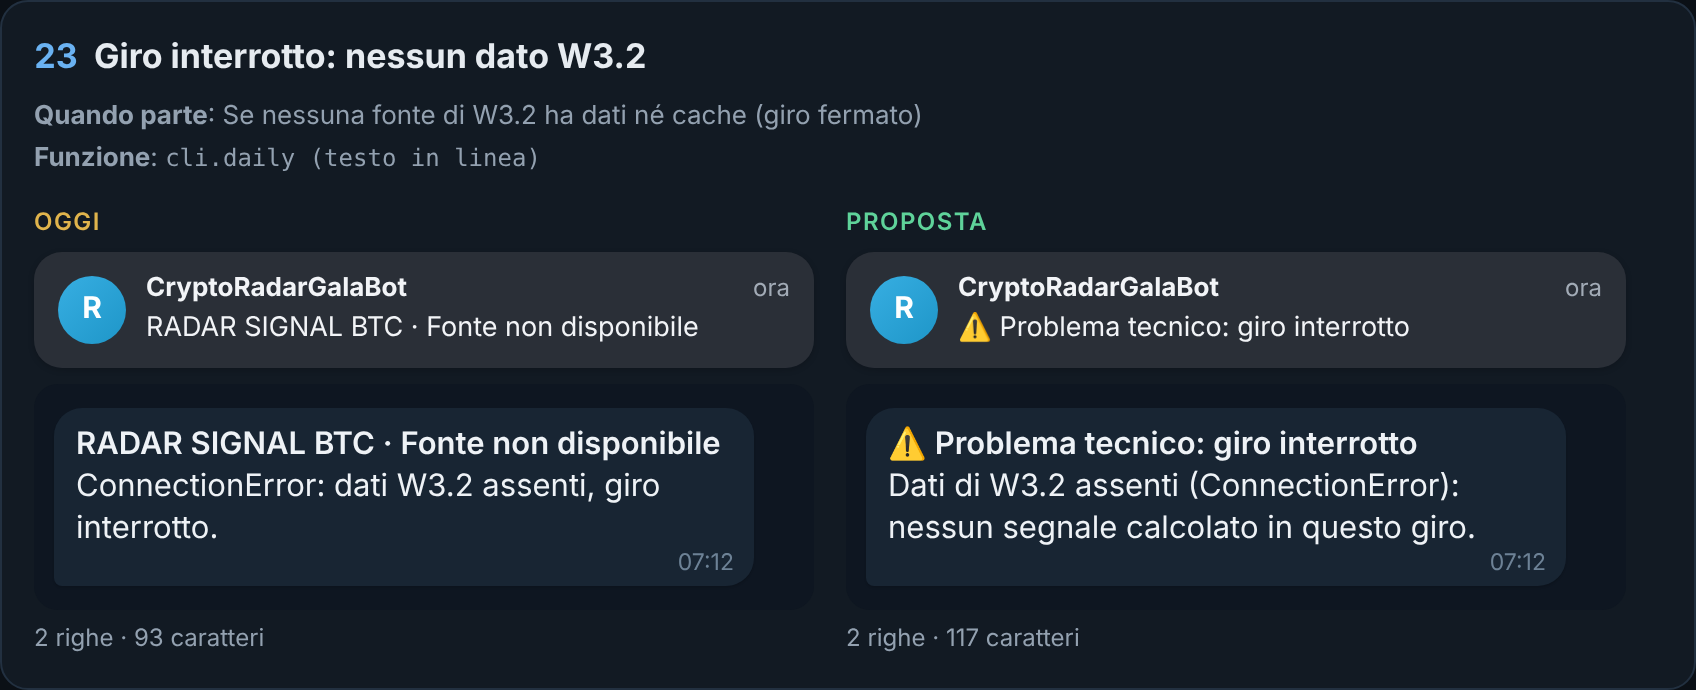 23 Giro interrotto: nessun dato W3.2
Quando parte: Se nessuna fonte di W3.2 ha dati né cache (giro fermato)
Funzione: cli.daily (testo in linea)
OGGI
R
CryptoRadarGalaBot
ora
RADAR SIGNAL BTC · Fonte non disponibile
RADAR SIGNAL BTC · Fonte non disponibile
ConnectionError: dati W3.2 assenti, giro
interrotto.
07:12
2 righe · 93 caratteri
PROPOSTA
R
CryptoRadarGalaBot
ora
⚠️ Problema tecnico: giro interrotto
⚠️ Problema tecnico: giro interrotto
Dati di W3.2 assenti (ConnectionError):
nessun segnale calcolato in questo giro.
07:12
2 righe · 117 caratteri